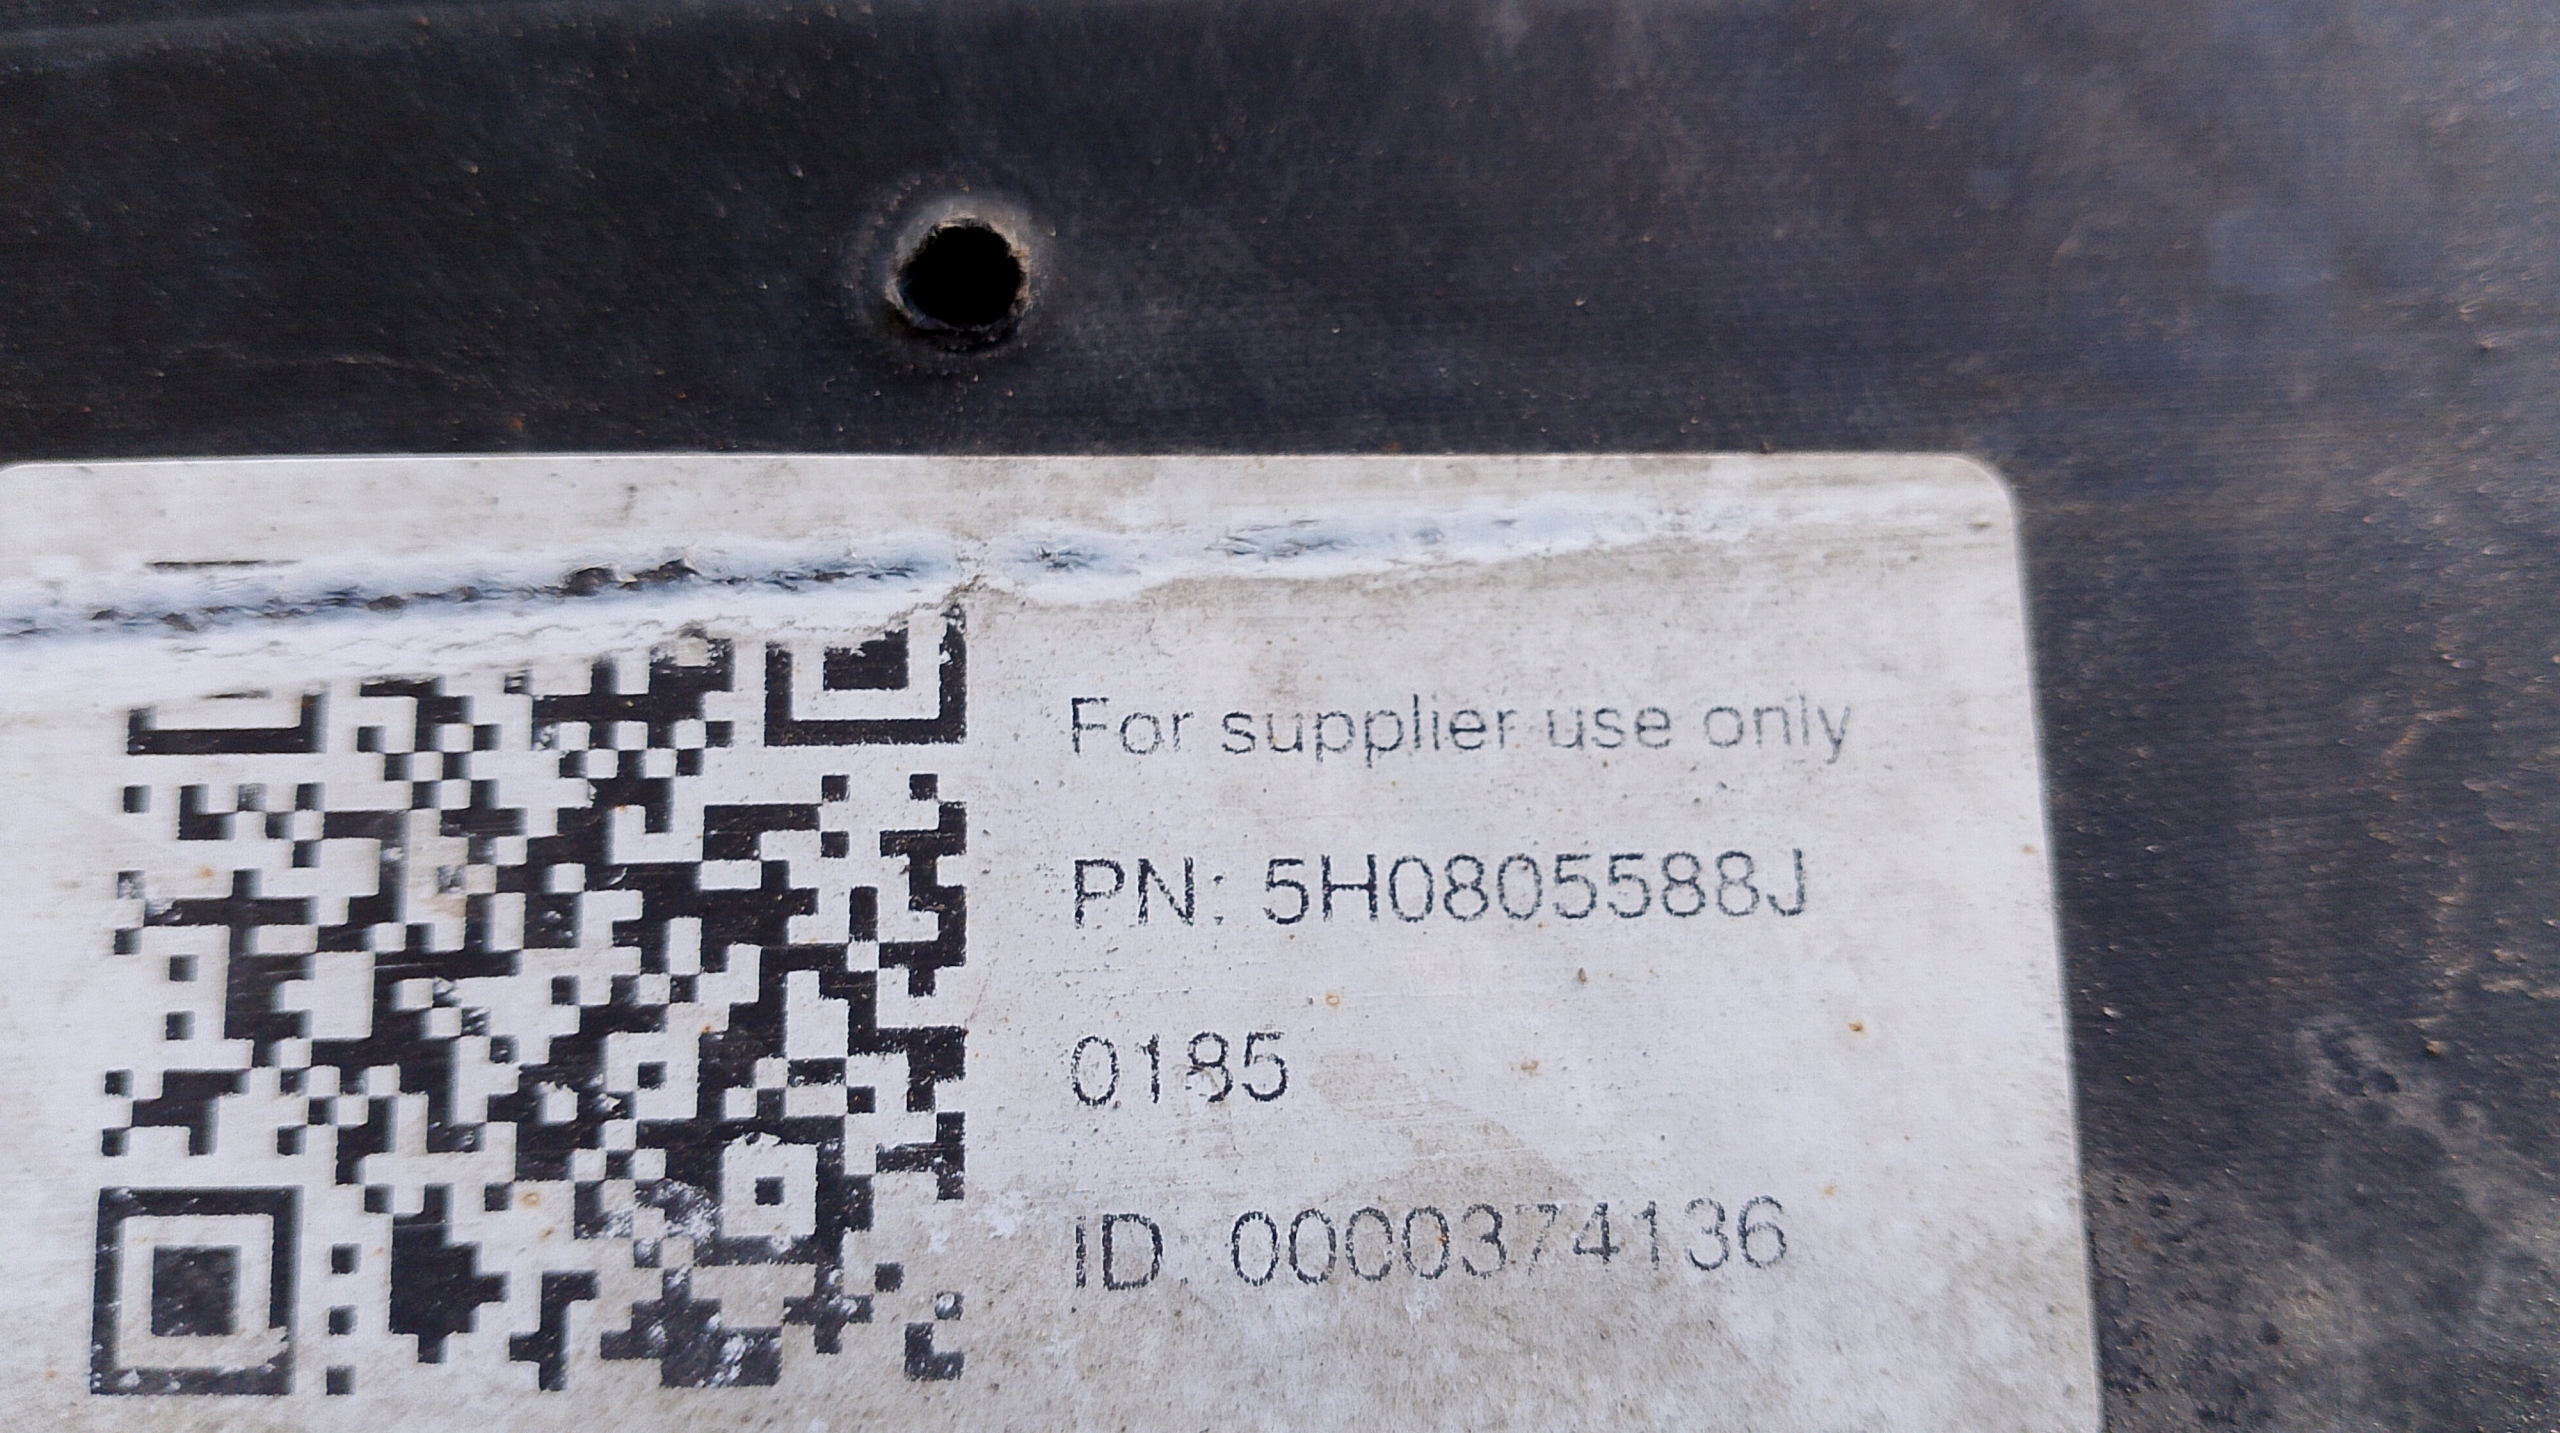 For supplier use only
PN: 5H0805588J
0185
ID: 0000374136